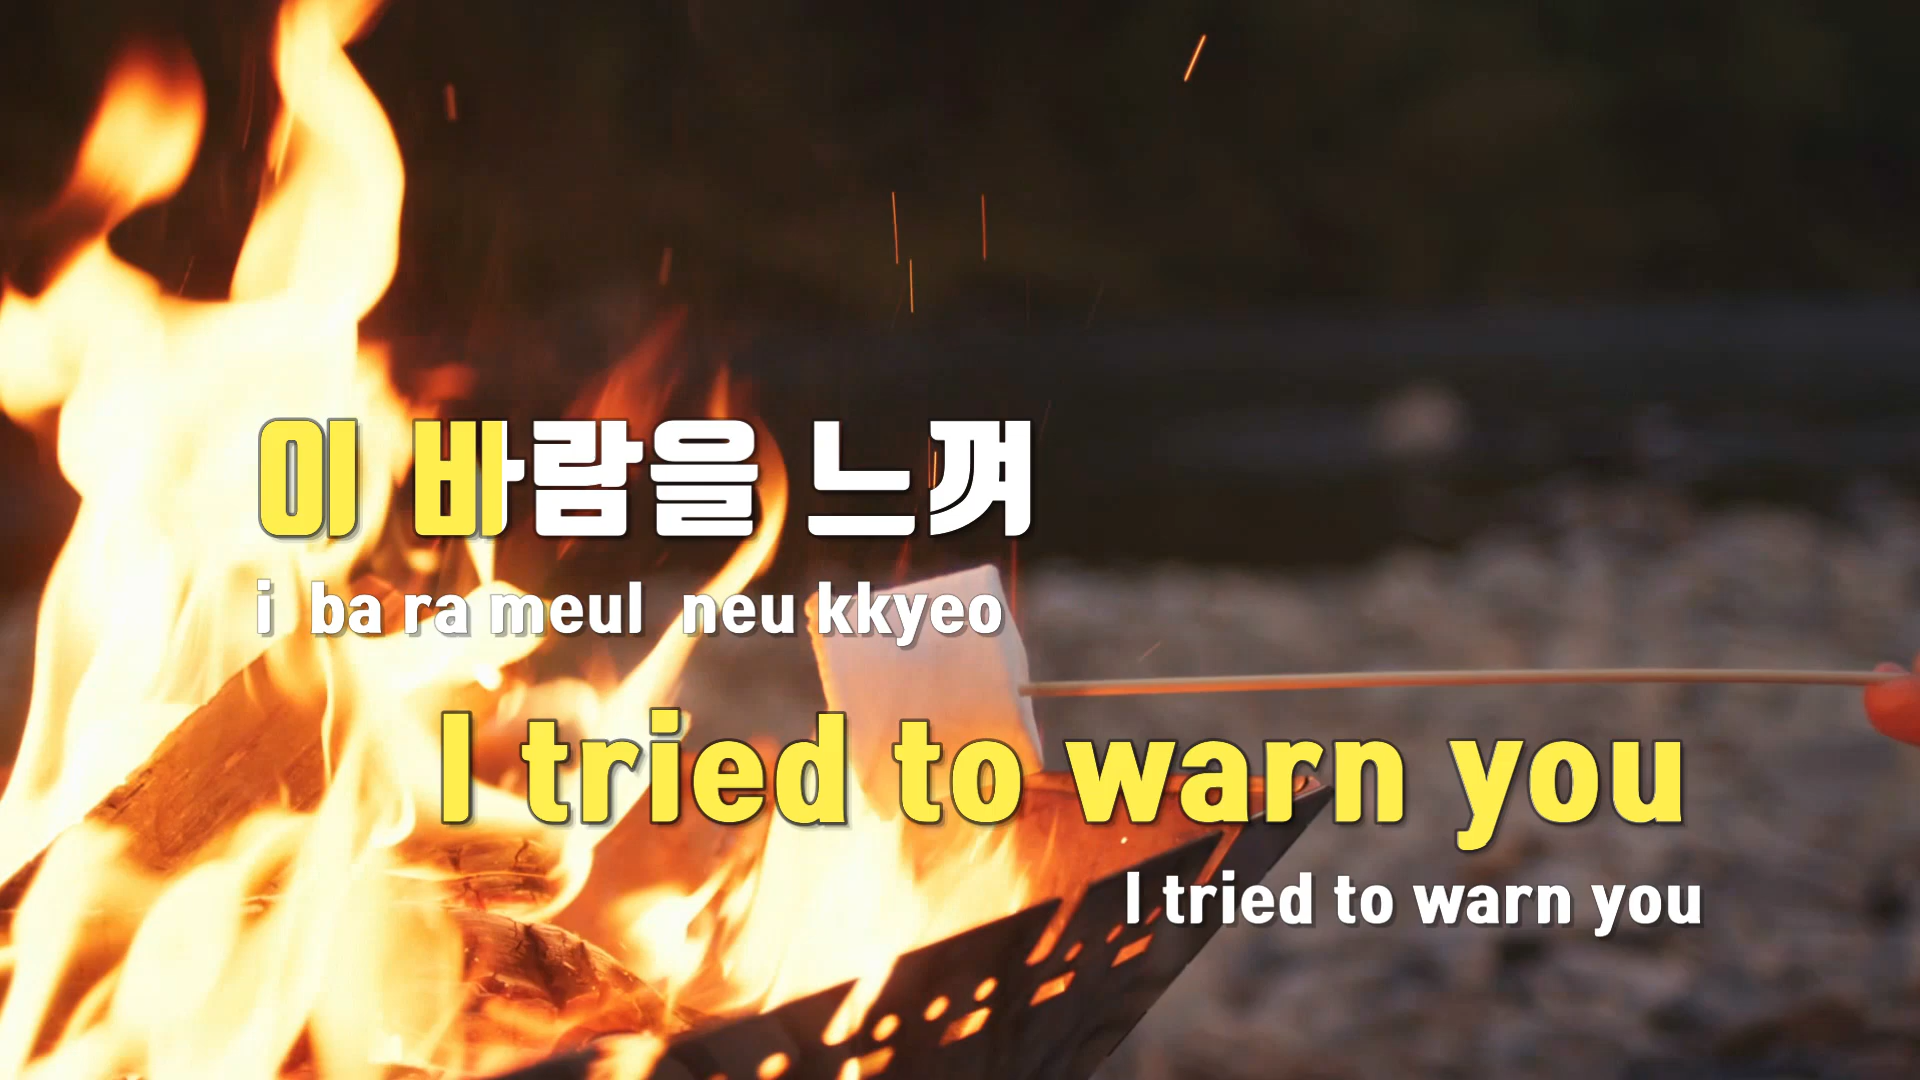 이 바람을 느껴
i ba ra meul neu kkyeo
I tried to warn you
I tried to warn you